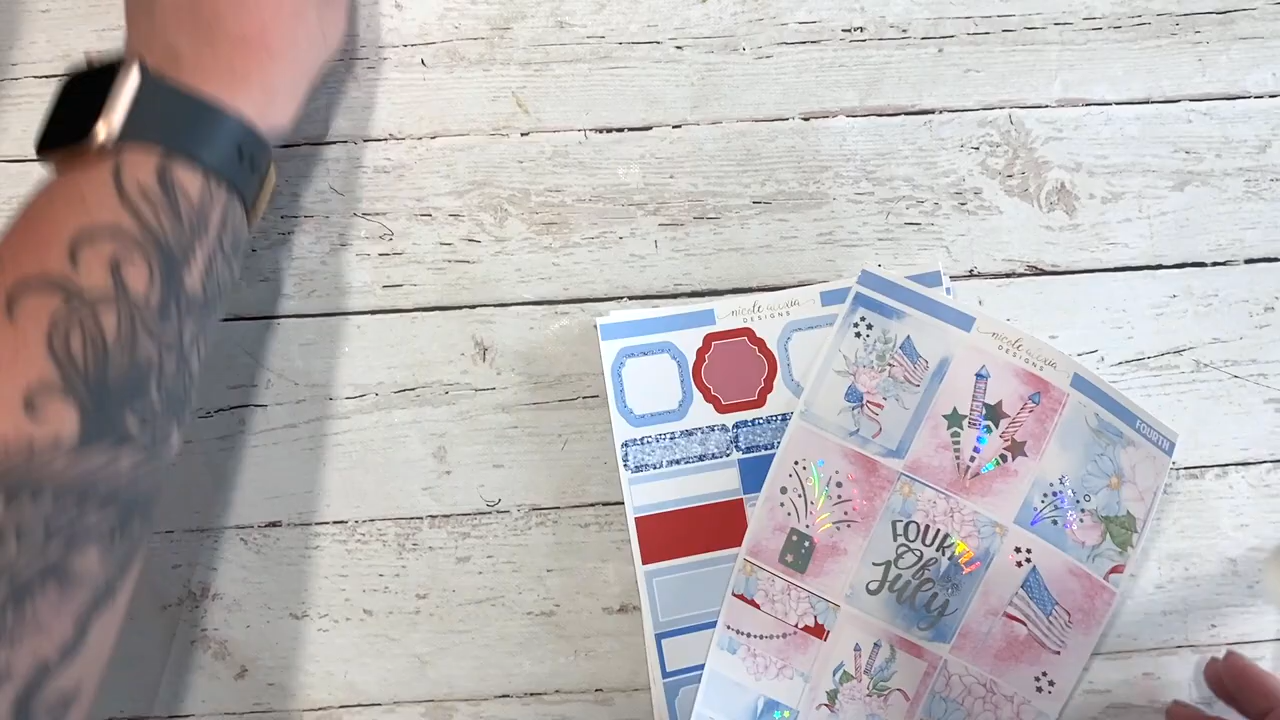 nicole alexia
DESIGNS
nicole alexia
DESIGNS
FOURTH
FOURTH
Of
July